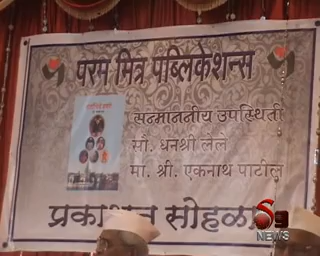 परम मित्र पब्लिकेशन्स
सन्माननीय उपस्थिती
सौ. धनश्री लेले
मा. श्री. एकनाथ पाटील
प्रकाशन सोहळा
NEWS